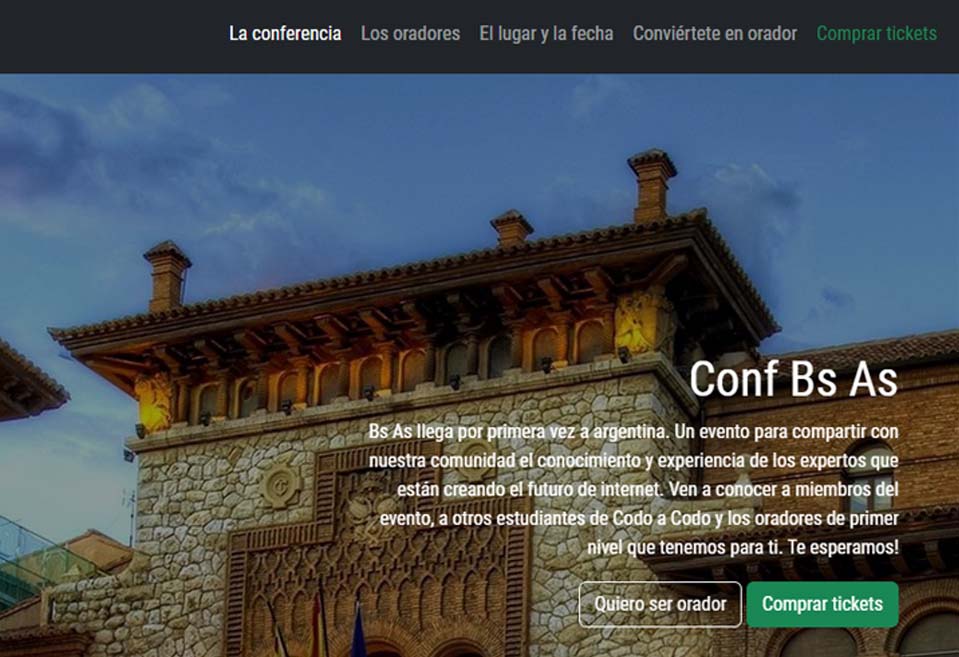 La conferencia Los oradores El lugar y la fecha Conviértete en orador Comprar tickets
Conf Bs As
Bs As llega por primera vez a argentina. Un evento para compartir con
nuestra comunidad el conocimiento y experiencia de los expertos que
están creando el futuro de internet. Ven a conocer a miembros del
evento, a otros estudiantes de Codo a Codo y los oradores de primer
nivel que tenemos para ti. Te esperamos!
Quiero ser orador Comprar tickets